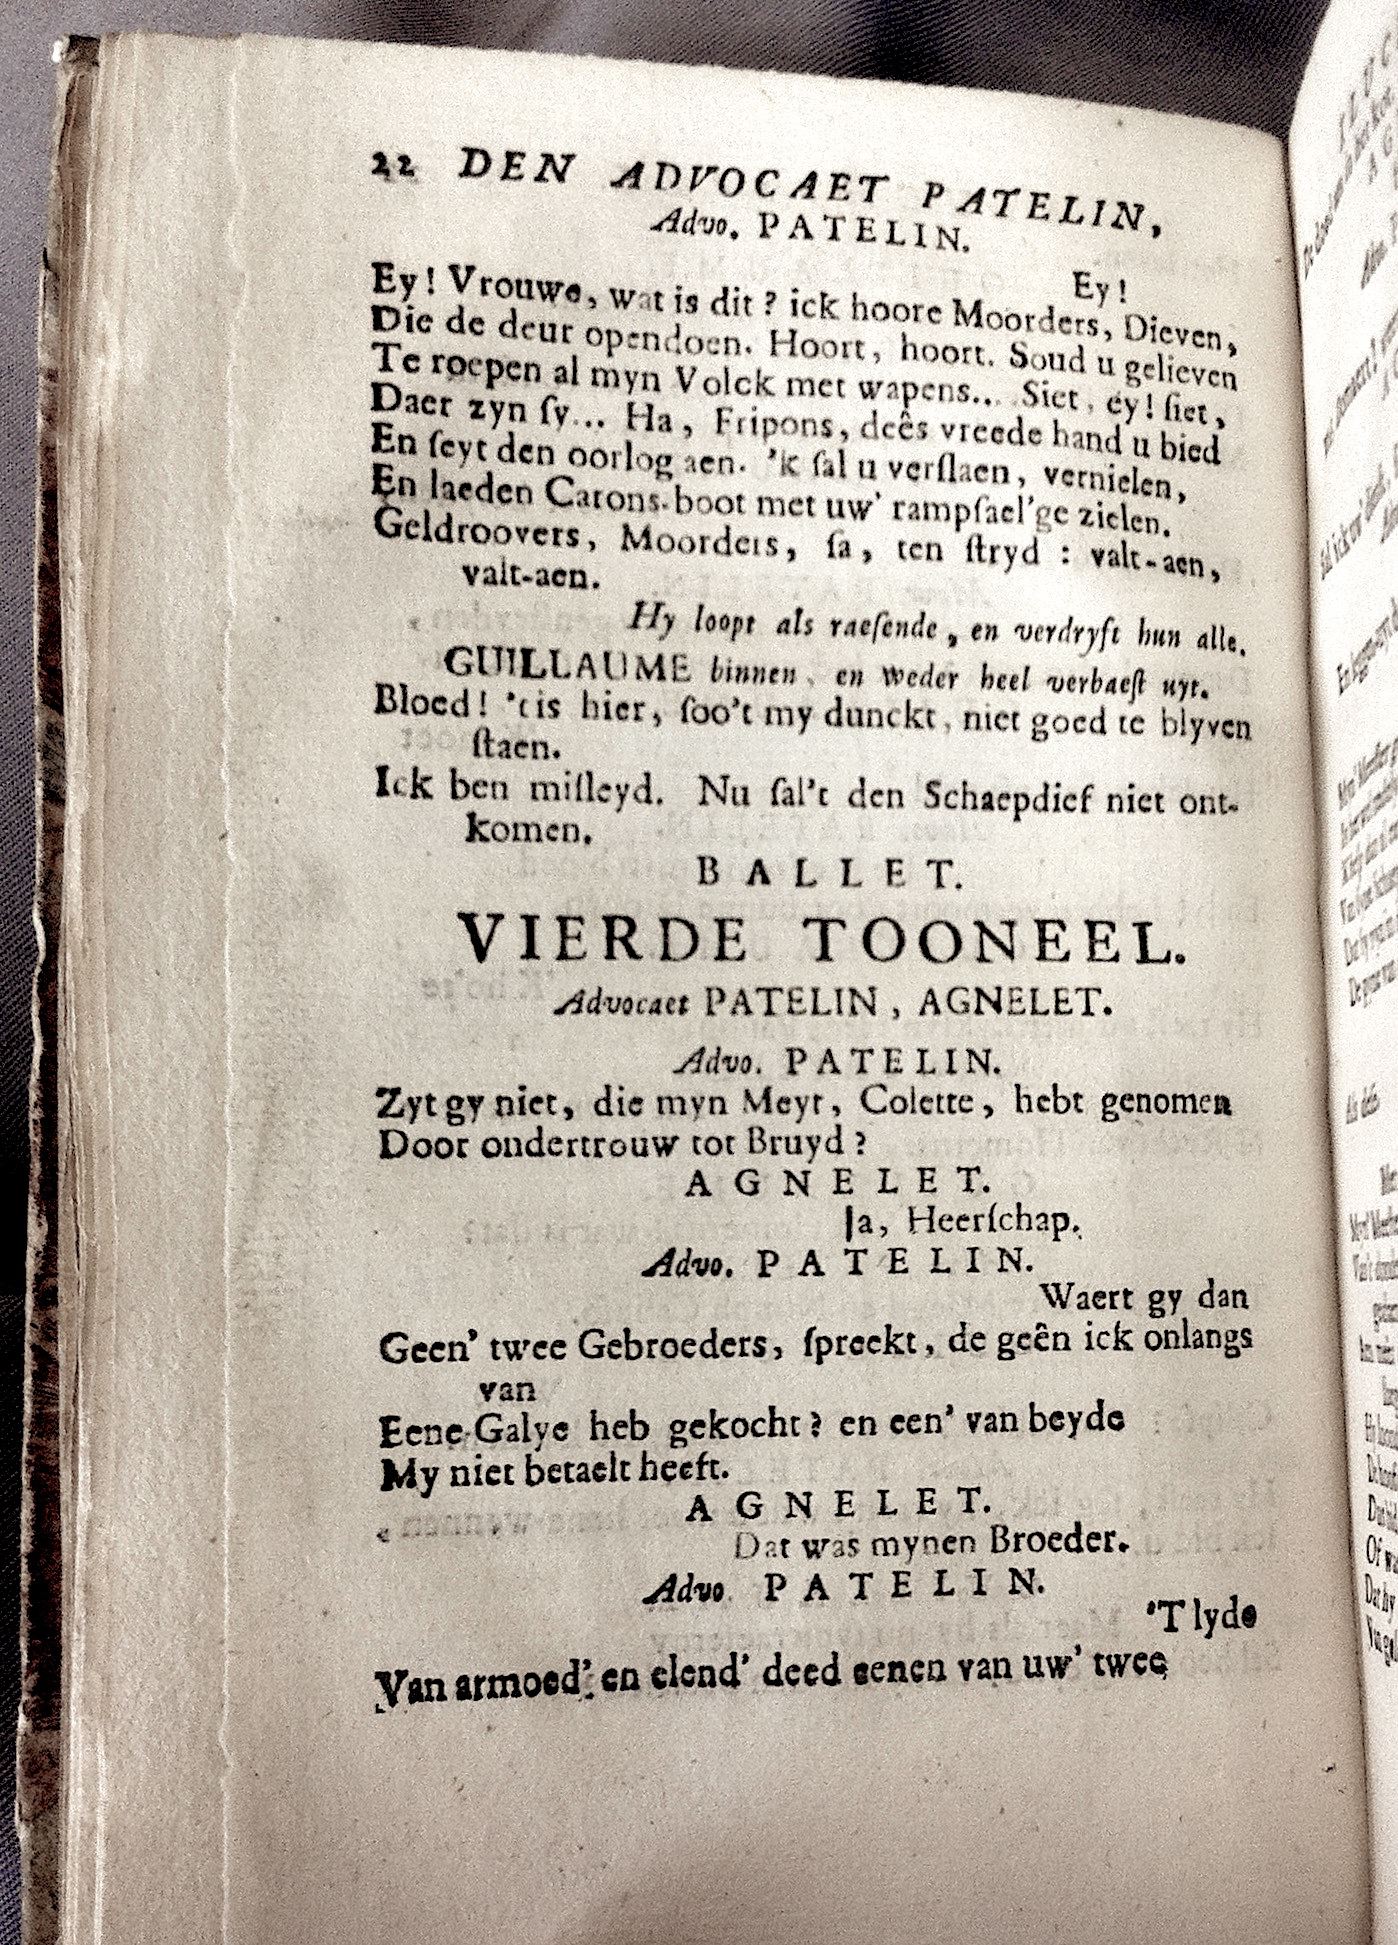 22 DEN ADVOCAET PATELIN,
Advo. PATELIN.
Ey!
Ey! Vrouwe, wat is dit? ick hoore Moorders, Dieven,
Die de deur opendoen. Hoort, hoort. Soud u gelieven
Te roepen al myn Volck met wapens... Siet, ey! siet,
Daer zyn sy... Ha, Fripons, deês vreede hand u bied
En seyt den oorlog aen. 'k sal u verslaen, vernielen,
En laeden Carons-boot met uw' rampsael'ge zielen.
Geldroovers, Moorders, sa, ten stryd : valt-aen,
valt-aen.
Hy loopt als raesende, en verdryft hun alle.
GUILLAUME binnen, en weder heel verbaest uyt.
Bloed! 't is hier, soo't my dunckt, niet goed te blyven
staen.
Ick ben misleyd. Nu sal't den Schaepdief niet ont-
komen.
BALLET.
VIERDE TOONEEL.
Advocaet PATELIN, AGNELET.
Advo. PATELIN.
Zyt gy niet, die myn Meyt, Colette, hebt genomen
Door ondertrouw tot Bruyd?
AGNELET.
Ja, Heerschap.
Advo. PATELIN.
Waert gy dan
Geen' twee Gebroeders, spreekt, de geên ick onlangs
van
Eene Galye heb gekocht? en een' van beyde
My niet betaelt heeft.
AGNELET.
Dat was mynen Broeder.
Advo. PATELIN.
'T lyde
Van armoed' en elend' deed eenen van uw' twee